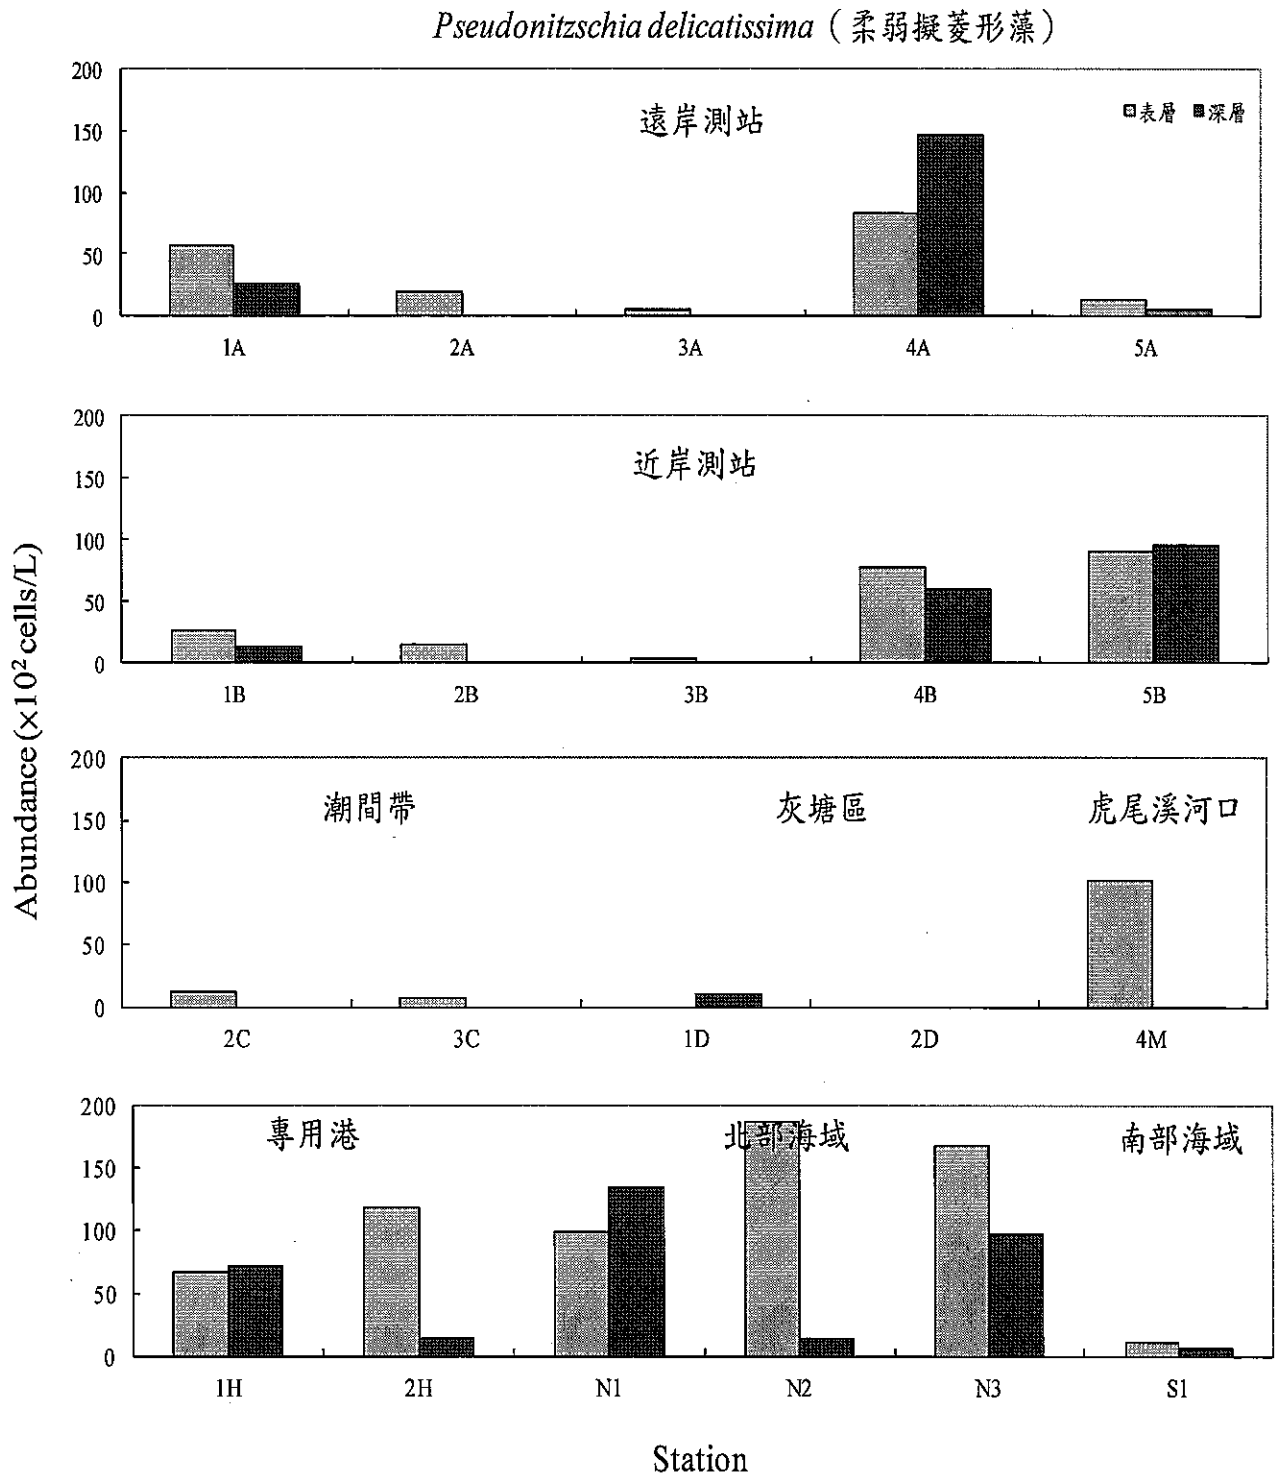 Pseudonitzschia delicatissima（柔弱擬菱形藻）
遠岸測站
表層 深層
200
150
100
50
0
1A 2A 3A 4A 5A
近岸測站
200
150
100
50
0
1B 2B 3B 4B 5B
Abundance (×10² cells/L)
潮間帶 灰塘區 虎尾溪河口
200
150
100
50
0
2C 3C 1D 2D 4M
專用港 北部海域 南部海域
200
150
100
50
0
1H 2H N1 N2 N3 S1
Station